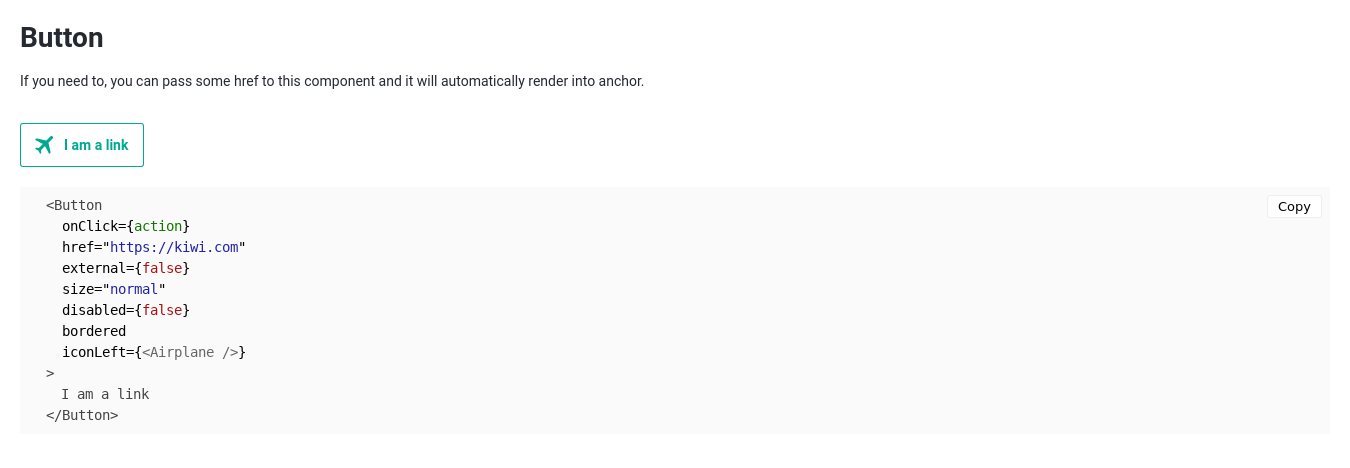 Button
If you need to, you can pass some href to this component and it will automatically render into anchor.
I am a link
Copy
<Button
  onClick={action}
  href="https://kiwi.com"
  external={false}
  size="normal"
  disabled={false}
  bordered
  iconLeft={<Airplane />}
>
  I am a link
</Button>